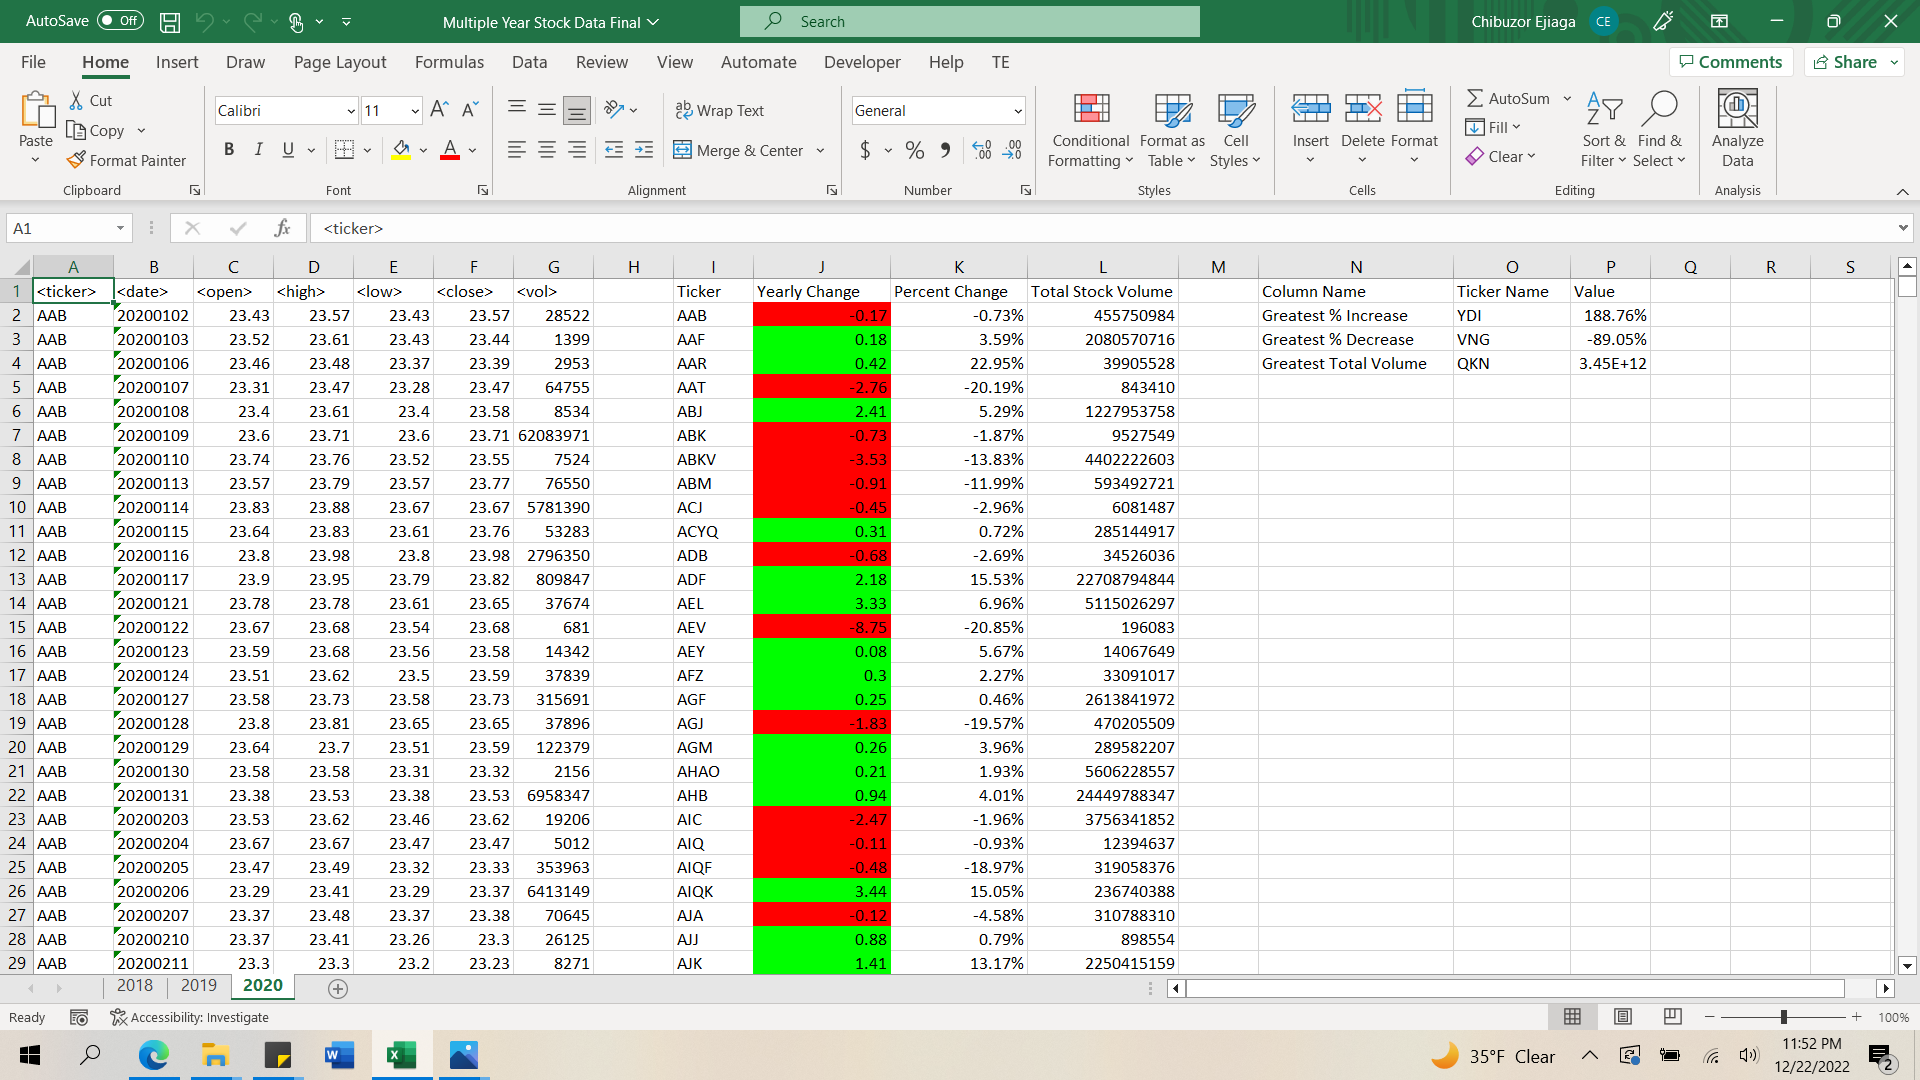 AutoSave Off Multiple Year Stock Data Final Search Chibuzor Ejiaga CE
File Home Insert Draw Page Layout Formulas Data Review View Automate Developer Help TE Comments Share
Paste Cut Copy Format Painter Clipboard
Calibri 11 A A B I U A Font
ab Wrap Text Merge & Center Alignment
General $ % 9 Number
Conditional Formatting Format as Table Cell Styles Styles
Insert Delete Format Cells
AutoSum Fill Clear Sort & Filter Find & Select Editing
Analyze Data Analysis
A1 fx <ticker>
A B C D E F G H I J K L M N O P Q R S
1 <ticker> <date> <open> <high> <low> <close> <vol> Ticker Yearly Change Percent Change Total Stock Volume Column Name Ticker Name Value
2 AAB 20200102 23.43 23.57 23.43 23.57 28522 AAB -0.17 -0.73% 455750984 Greatest % Increase YDI 188.76%
3 AAB 20200103 23.52 23.61 23.43 23.44 1399 AAF 0.18 3.59% 2080570716 Greatest % Decrease VNG -89.05%
4 AAB 20200106 23.46 23.48 23.37 23.39 2953 AAR 0.42 22.95% 39905528 Greatest Total Volume QKN 3.45E+12
5 AAB 20200107 23.31 23.47 23.28 23.47 64755 AAT -2.76 -20.19% 843410
6 AAB 20200108 23.4 23.61 23.4 23.58 8534 ABJ 2.41 5.29% 1227953758
7 AAB 20200109 23.6 23.71 23.6 23.71 62083971 ABK -0.73 -1.87% 9527549
8 AAB 20200110 23.74 23.76 23.52 23.55 7524 ABKV -3.53 -13.83% 4402222603
9 AAB 20200113 23.57 23.79 23.57 23.77 76550 ABM -0.91 -11.99% 593492721
10 AAB 20200114 23.83 23.88 23.67 23.67 5781390 ACJ -0.45 -2.96% 6081487
11 AAB 20200115 23.64 23.83 23.61 23.76 53283 ACYQ 0.31 0.72% 285144917
12 AAB 20200116 23.8 23.98 23.8 23.98 2796350 ADB -0.68 -2.69% 34526036
13 AAB 20200117 23.9 23.95 23.79 23.82 809847 ADF 2.18 15.53% 22708794844
14 AAB 20200121 23.78 23.78 23.61 23.65 37674 AEL 3.33 6.96% 5115026297
15 AAB 20200122 23.67 23.68 23.54 23.68 681 AEV -8.75 -20.85% 196083
16 AAB 20200123 23.59 23.68 23.56 23.58 14342 AEY 0.08 5.67% 14067649
17 AAB 20200124 23.51 23.62 23.5 23.59 37839 AFZ 0.3 2.27% 33091017
18 AAB 20200127 23.58 23.73 23.58 23.73 315691 AGF 0.25 0.46% 2613841972
19 AAB 20200128 23.8 23.81 23.65 23.65 37896 AGJ -1.83 -19.57% 470205509
20 AAB 20200129 23.64 23.7 23.51 23.59 122379 AGM 0.26 3.96% 289582207
21 AAB 20200130 23.58 23.58 23.31 23.32 2156 AHAO 0.21 1.93% 5606228557
22 AAB 20200131 23.38 23.53 23.38 23.53 6958347 AHB 0.94 4.01% 24449788347
23 AAB 20200203 23.53 23.62 23.46 23.62 19206 AIC -2.47 -1.96% 3756341852
24 AAB 20200204 23.67 23.67 23.47 23.47 5012 AIQ -0.11 -0.93% 12394637
25 AAB 20200205 23.47 23.49 23.32 23.33 353963 AIQF -0.48 -18.97% 319058376
26 AAB 20200206 23.29 23.41 23.29 23.37 6413149 AIQK 3.44 15.05% 236740388
27 AAB 20200207 23.37 23.48 23.37 23.38 70645 AJA -0.12 -4.58% 310788310
28 AAB 20200210 23.37 23.41 23.26 23.3 26125 AJJ 0.88 0.79% 898554
29 AAB 20200211 23.3 23.3 23.2 23.23 8271 AJK 1.41 13.17% 2250415159
2018 2019 2020
Ready Accessibility: Investigate 100%
35°F Clear 11:52 PM
12/22/2022 2